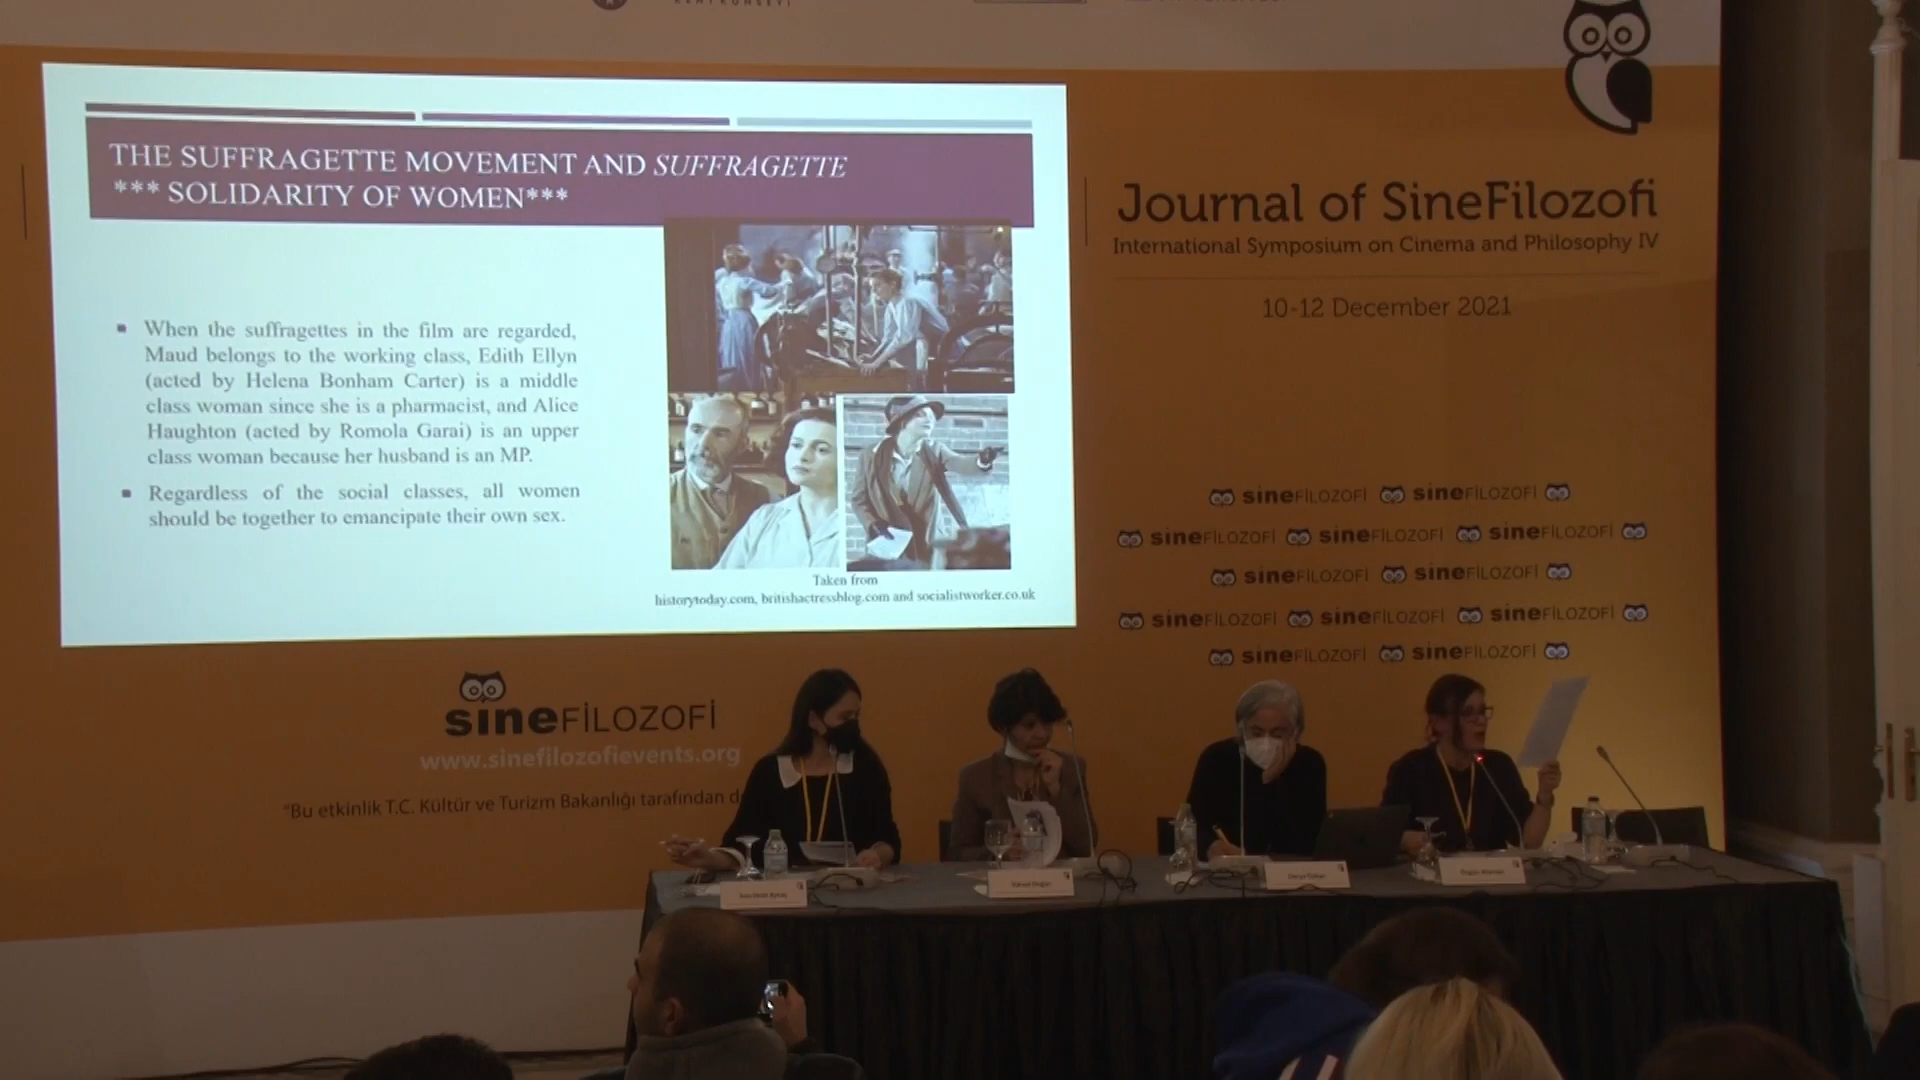 THE SUFFRAGETTE MOVEMENT AND SUFFRAGETTE
*** SOLIDARITY OF WOMEN***
When the suffragettes in the film are regarded,
Maud belongs to the working class, Edith Ellyn
(acted by Helena Bonham Carter) is a middle
class woman since she is a pharmacist, and Alice
Haughton (acted by Romola Garai) is an upper
class woman because her husband is an MP.
Regardless of the social classes, all women
should be together to emancipate their own sex.
Taken from
historytoday.com, britishactressblog.com and socialistworker.co.uk
Journal of SineFilozofi
International Symposium on Cinema and Philosophy IV
10-12 December 2021
sineFİLOZOFİ sineFİLOZOFİ
sineFİLOZOFİ sineFİLOZOFİ sineFİLOZOFİ
sineFİLOZOFİ sineFİLOZOFİ
sineFİLOZOFİ sineFİLOZOFİ sineFİLOZOFİ
sineFİLOZOFİ sineFİLOZOFİ
sineFİLOZOFİ
www.sinefilozofievents.org
"Bu etkinlik T.C. Kültür ve Turizm Bakanlığı tarafından d